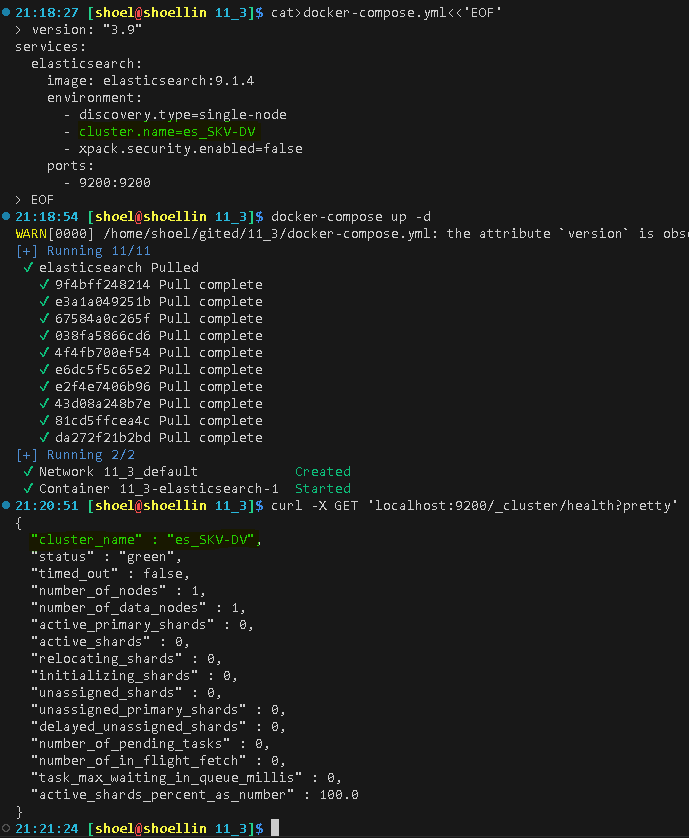 21:18:27 [shoel@shoellin 11_3]$ cat>docker-compose.yml<<'EOF'
> version: "3.9"
services:
  elasticsearch:
    image: elasticsearch:9.1.4
    environment:
      - discovery.type=single-node
      - cluster.name=es_SKV-DV
      - xpack.security.enabled=false
    ports:
      - 9200:9200
> EOF
21:18:54 [shoel@shoellin 11_3]$ docker-compose up -d
WARN[0000] /home/shoel/gited/11_3/docker-compose.yml: the attribute `version` is obs
[+] Running 11/11
 ✓ elasticsearch Pulled
   ✓ 9f4bff248214 Pull complete
   ✓ e3a1a049251b Pull complete
   ✓ 67584a0c265f Pull complete
   ✓ 038fa5866cd6 Pull complete
   ✓ 4f4fb700ef54 Pull complete
   ✓ e6dc5f5c65e2 Pull complete
   ✓ e2f4e7406b96 Pull complete
   ✓ 43d08a248b7e Pull complete
   ✓ 81cd5ffcea4c Pull complete
   ✓ da272f21b2bd Pull complete
[+] Running 2/2
 ✓ Network 11_3_default            Created
 ✓ Container 11_3-elasticsearch-1  Started
21:20:51 [shoel@shoellin 11_3]$ curl -X GET 'localhost:9200/_cluster/health?pretty'
{
  "cluster_name" : "es_SKV-DV",
  "status" : "green",
  "timed_out" : false,
  "number_of_nodes" : 1,
  "number_of_data_nodes" : 1,
  "active_primary_shards" : 0,
  "active_shards" : 0,
  "relocating_shards" : 0,
  "initializing_shards" : 0,
  "unassigned_shards" : 0,
  "unassigned_primary_shards" : 0,
  "delayed_unassigned_shards" : 0,
  "number_of_pending_tasks" : 0,
  "number_of_in_flight_fetch" : 0,
  "task_max_waiting_in_queue_millis" : 0,
  "active_shards_percent_as_number" : 100.0
}
21:21:24 [shoel@shoellin 11_3]$